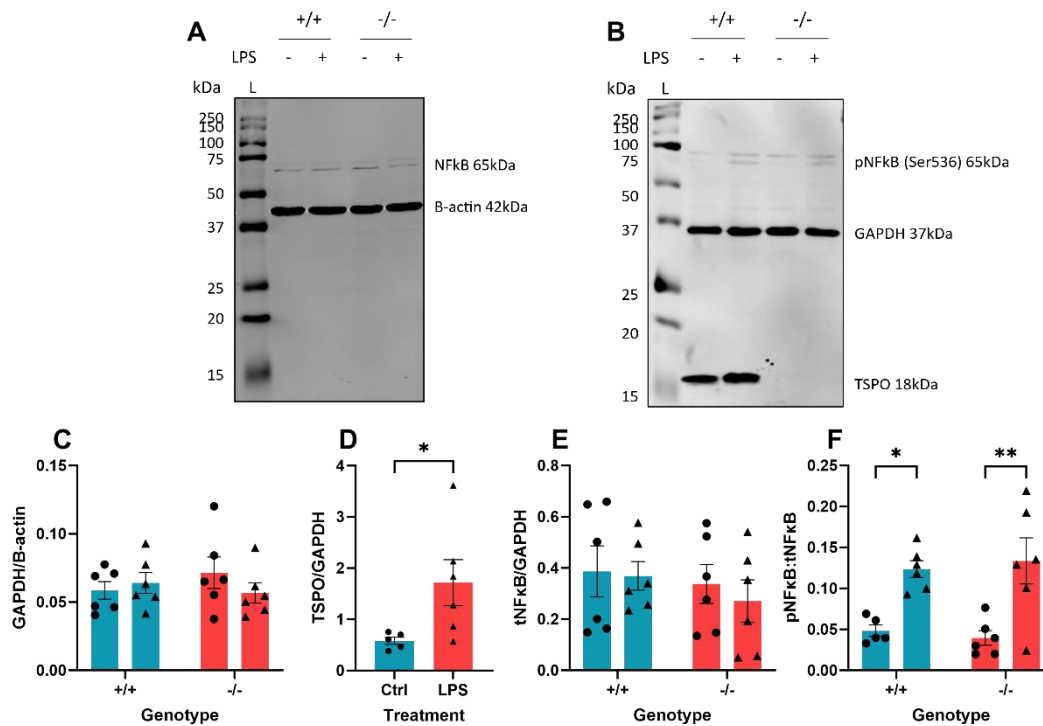 A
+/+ -/-
LPS - + - +
kDa L
250
150
100
75
50
37
25
20
15
NFkB 65kDa
B-actin 42kDa
B
+/+ -/-
LPS - + - +
kDa L
250
150
100
75
50
37
25
20
15
pNFkB (Ser536) 65kDa
GAPDH 37kDa
TSPO 18kDa
C
GAPDH/B-actin
0.15
0.10
0.05
0.00
+/+ -/-
Genotype
D
TSPO/GAPDH
4
3
2
1
0
*
Ctrl LPS
Treatment
E
tNFκB/GAPDH
0.8
0.6
0.4
0.2
0.0
+/+ -/-
Genotype
F
pNFκB:tNFκB
0.25
0.20
0.15
0.10
0.05
0.00
* **
+/+ -/-
Genotype